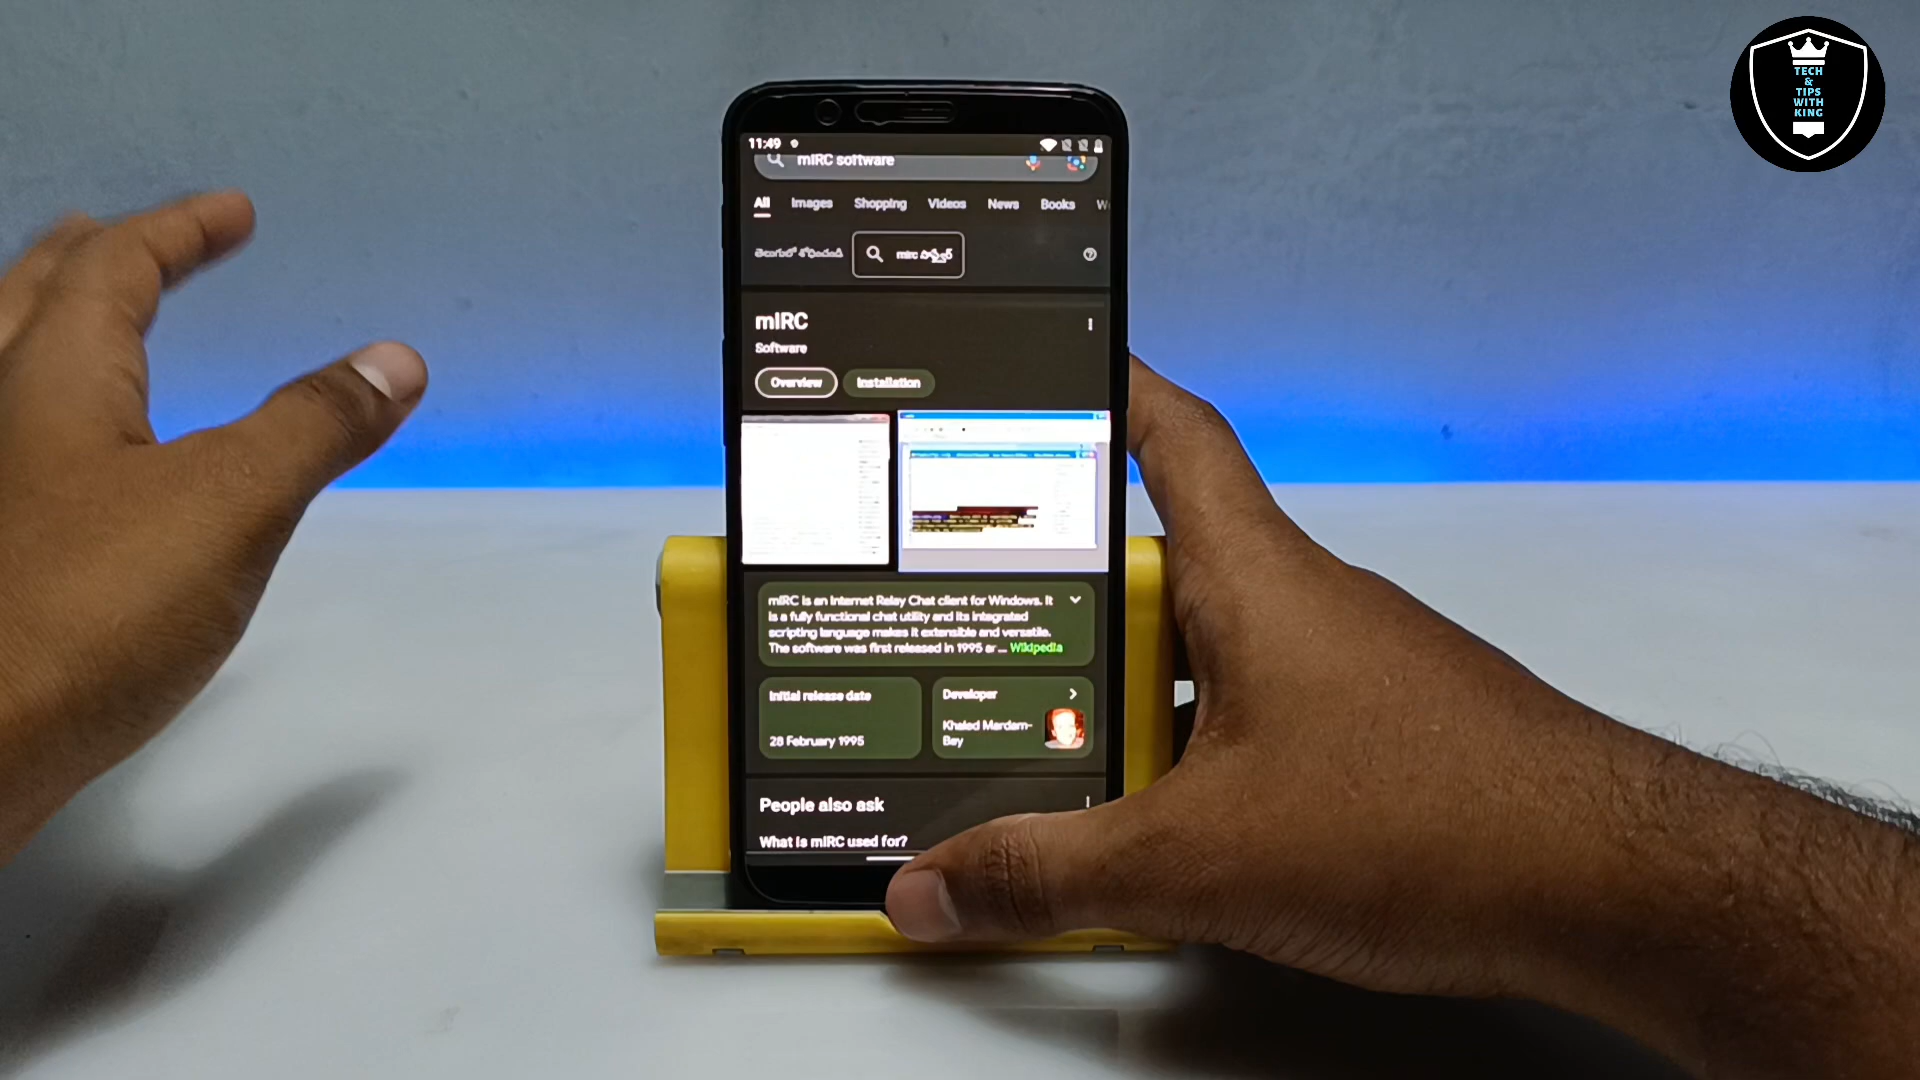 TECH
&
TIPS
WITH
KING
11:49
mIRC software
All Images Shopping Videos News Books
తెలుగులో శోధించండి mirc సాఫ్ట్వేర్
mIRC
Software
Overview Installation
mIRC is an Internet Relay Chat client for Windows. It
is a fully functional chat utility and its integrated
scripting language makes it extensible and versatile.
The software was first released in 1995 ar ... Wikipedia
Initial release date
28 February 1995
Developer
Khaled Mardam-
Bey
People also ask
What is mIRC used for?